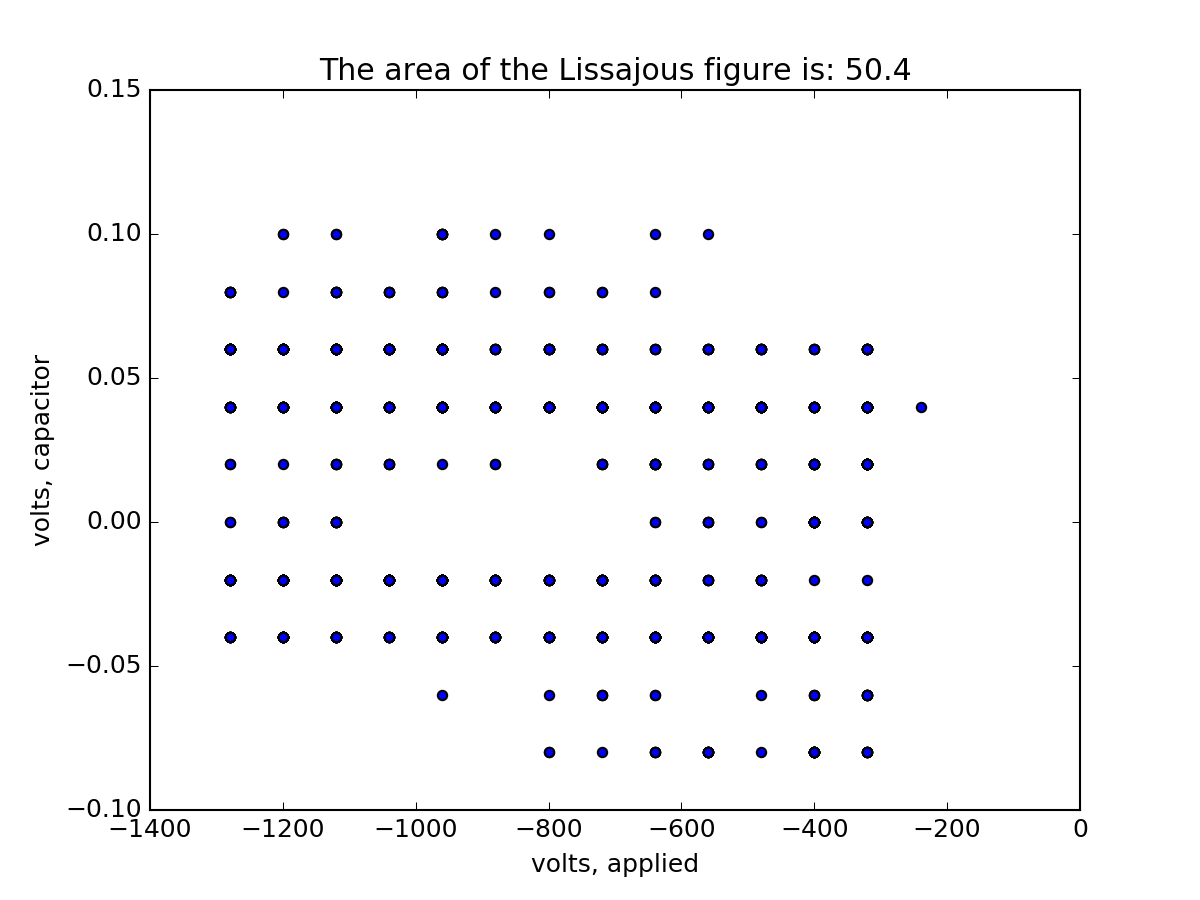 The area of the Lissajous figure is: 50.4
0.15
0.10
0.05
0.00
−0.05
−0.10
volts, capacitor
−1400 −1200 −1000 −800 −600 −400 −200 0
volts, applied